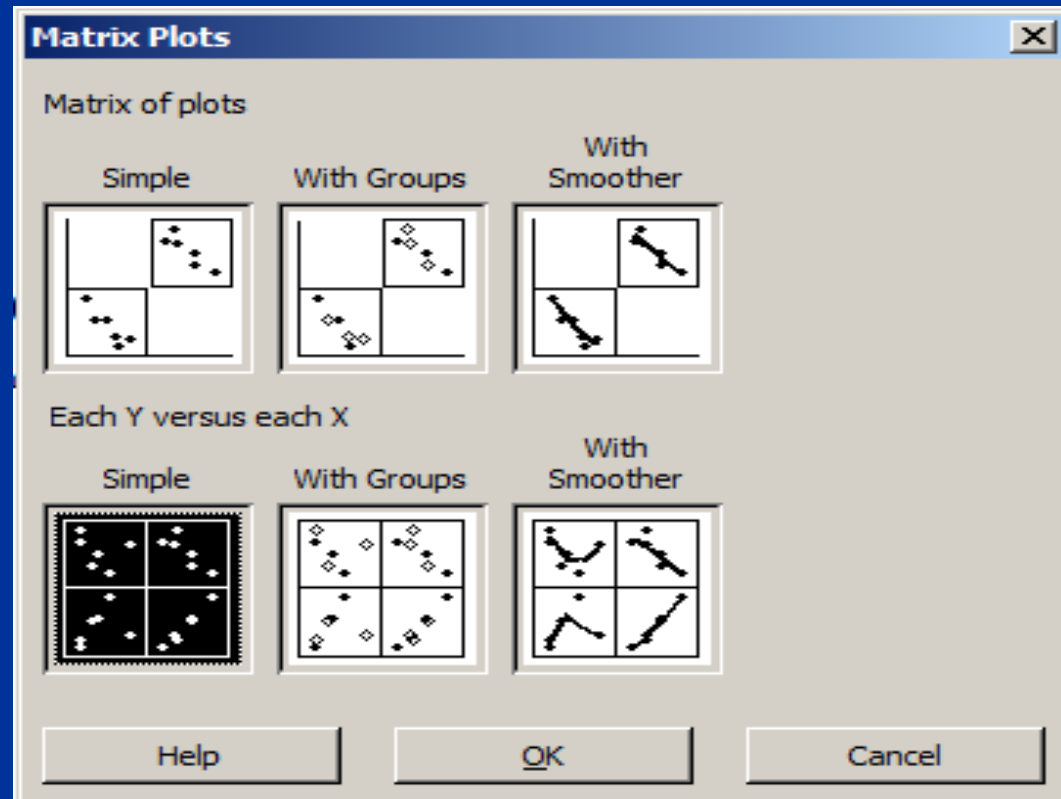 Matrix Plots
Matrix of plots
Simple
With Groups
With
Smoother
Each Y versus each X
Simple
With Groups
With
Smoother
Help
OK
Cancel